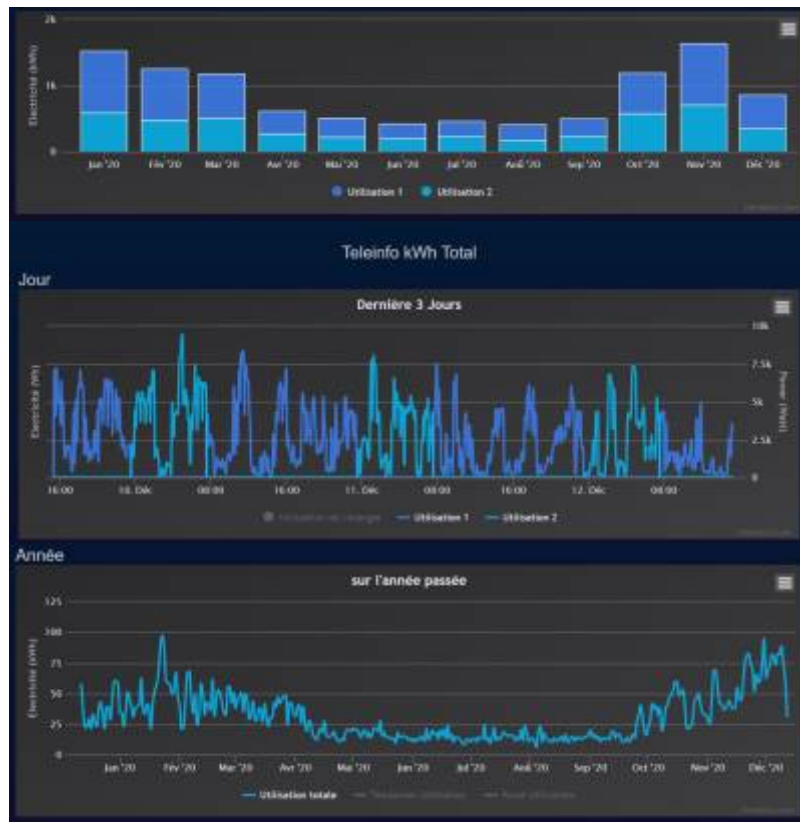 2k
1k
0
Electricité (kWh)
Jan '20 Fév '20 Mar '20 Avr '20 Mai '20 Jun '20 Jul '20 Aoû '20 Sep '20 Oct '20 Nov '20 Déc '20
Utilisation 1 Utilisation 2
Teleinfo kWh Total
Jour
Dernière 3 Jours
Electricité (Wh)
10k
7.5k
5k
2.5k
0
Power (Watt)
16:00 10. Déc 08:00 16:00 11. Déc 08:00 16:00 12. Déc 08:00
Utilisation 1 Utilisation 2
Année
sur l'année passée
125
100
75
50
25
0
Electricité (kWh)
Jan '20 Fév '20 Mar '20 Avr '20 Mai '20 Jun '20 Jul '20 Aoû '20 Sep '20 Oct '20 Nov '20 Déc '20
Utilisation totale